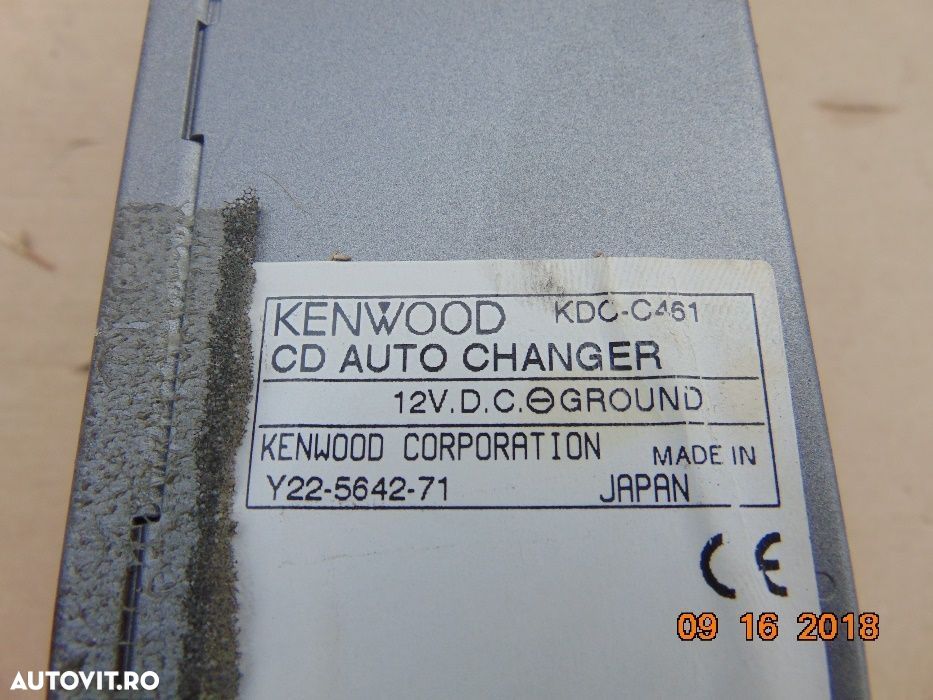 KENWOOD KDC-C461
CD AUTO CHANGER
12V.D.C.⊖GROUND
KENWOOD CORPORATION MADE IN
Y22-5642-71 JAPAN
CE
09 16 2018
AUTOVIT.RO